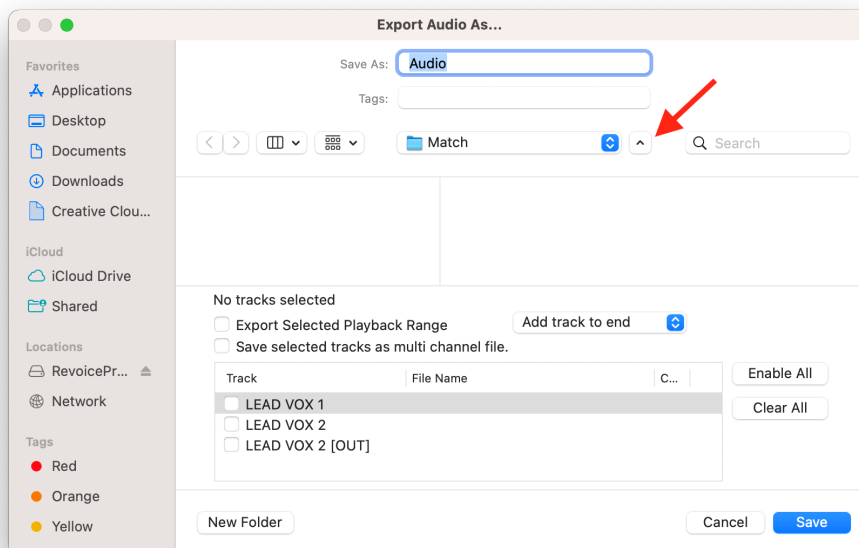 Export Audio As...
Save As: Audio
Tags:
Match
Search
Favorites
Applications
Desktop
Documents
Downloads
Creative Clou...
iCloud
iCloud Drive
Shared
Locations
RevoicePr...
Network
Tags
Red
Orange
Yellow
No tracks selected
Export Selected Playback Range
Add track to end
Save selected tracks as multi channel file.
Track File Name C...
LEAD VOX 1
LEAD VOX 2
LEAD VOX 2 [OUT]
Enable All
Clear All
New Folder
Cancel
Save